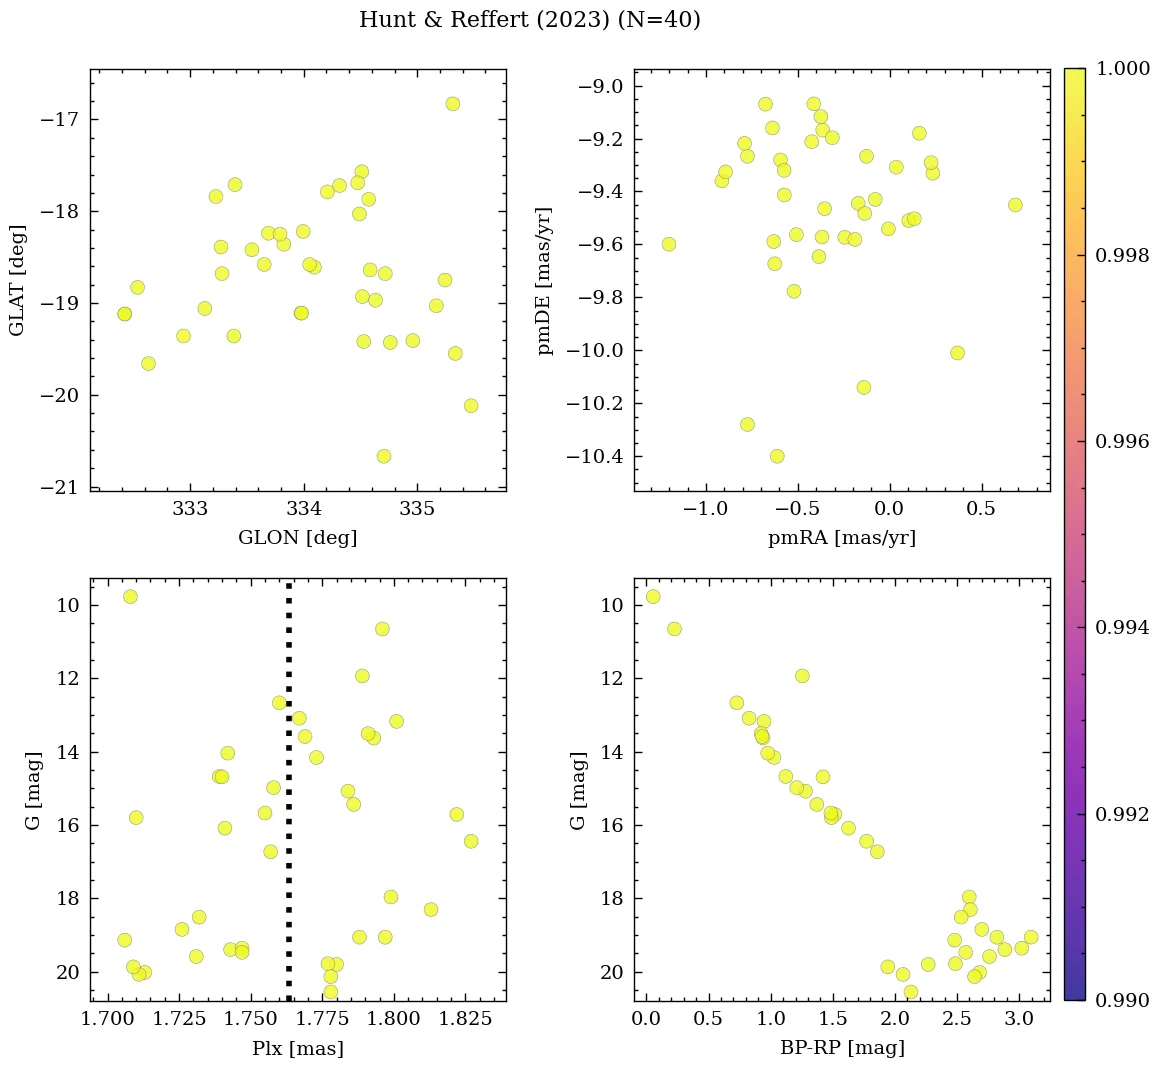 Hunt & Reffert (2023) (N=40)
−17
−18
−19
−20
−21
GLAT [deg]
333 334 335
GLON [deg]
−9.0
−9.2
−9.4
−9.6
−9.8
−10.0
−10.2
−10.4
pmDE [mas/yr]
−1.0 −0.5 0.0 0.5
pmRA [mas/yr]
1.000
0.998
0.996
0.994
0.992
0.990
10
12
14
16
18
20
G [mag]
1.700 1.725 1.750 1.775 1.800 1.825
Plx [mas]
10
12
14
16
18
20
G [mag]
0.0 0.5 1.0 1.5 2.0 2.5 3.0
BP-RP [mag]